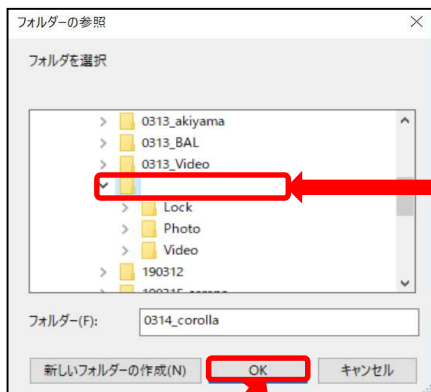 フォルダーの参照
フォルダを選択
0313_akiyama
0313_BAL
0313_Video
Lock
Photo
Video
190312
フォルダー(F):
0314_corolla
新しいフォルダーの作成(N)
OK
キャンセル